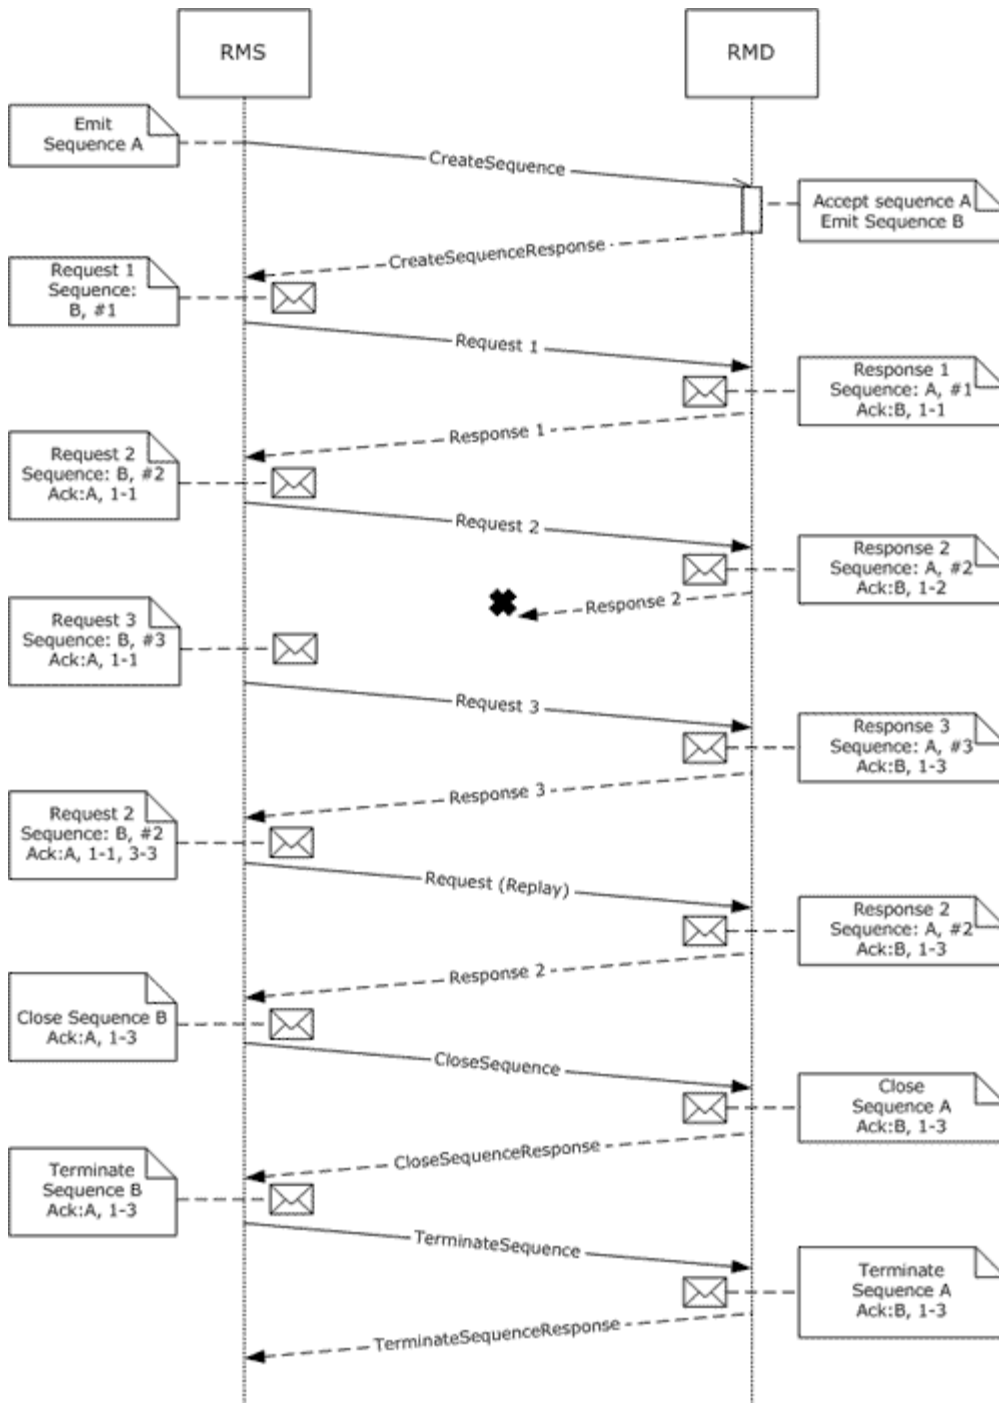 RMS
RMD
Emit
Sequence A
CreateSequence
Accept sequence A
Emit Sequence B
CreateSequenceResponse
Request 1
Sequence:
B, #1
Request 1
Response 1
Sequence: A, #1
Ack:B, 1-1
Response 1
Request 2
Sequence: B, #2
Ack:A, 1-1
Request 2
Response 2
Sequence: A, #2
Ack:B, 1-2
Response 2
Request 3
Sequence: B, #3
Ack:A, 1-1
Request 3
Response 3
Sequence: A, #3
Ack:B, 1-3
Response 3
Request 2
Sequence: B, #2
Ack:A, 1-1, 3-3
Request (Replay)
Response 2
Sequence: A, #2
Ack:B, 1-3
Response 2
Close Sequence B
Ack:A, 1-3
CloseSequence
Close
Sequence A
Ack:B, 1-3
CloseSequenceResponse
Terminate
Sequence B
Ack:A, 1-3
TerminateSequence
Terminate
Sequence A
Ack:B, 1-3
TerminateSequenceResponse